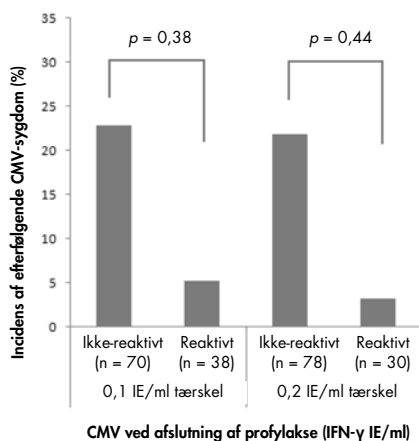 Incidens af efterfølgende CMV-sygdom (%)
35
30
25
20
15
10
5
0
p = 0,38
p = 0,44
Ikke-reaktivt
(n = 70)
Reaktivt
(n = 38)
Ikke-reaktivt
(n = 78)
Reaktivt
(n = 30)
0,1 IE/ml tærskel
0,2 IE/ml tærskel
CMV ved afslutning af profylakse (IFN-γ IE/ml)